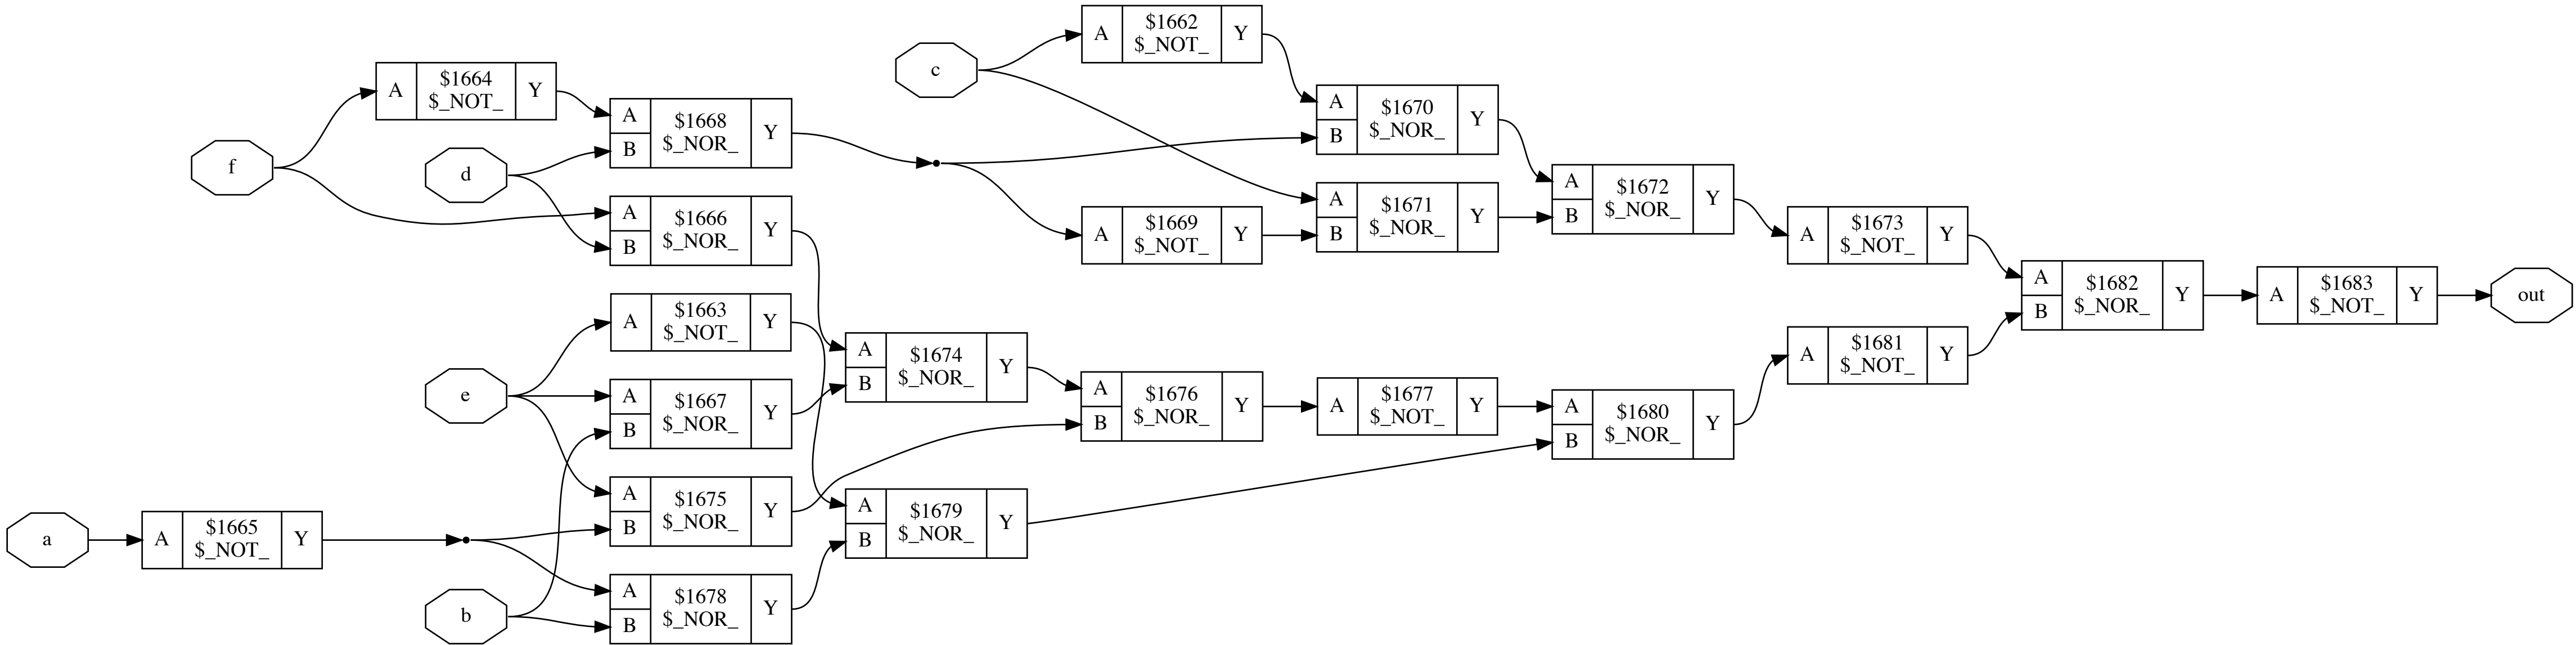 A $1662 Y
$_NOT_
c
A $1664 Y
$_NOT_
A $1670 Y
B $_NOR_
A $1668 Y
B $_NOR_
f
d
A $1672 Y
B $_NOR_
A $1666 Y
B $_NOR_
A $1669 Y
$_NOT_
A $1671 Y
B $_NOR_
A $1673 Y
$_NOT_
A $1682 Y
B $_NOR_
A $1683 Y
$_NOT_
out
A $1663 Y
$_NOT_
A $1674 Y
B $_NOR_
A $1681 Y
$_NOT_
e
A $1667 Y
B $_NOR_
A $1676 Y
B $_NOR_
A $1677 Y
$_NOT_
A $1680 Y
B $_NOR_
A $1675 Y
B $_NOR_
A $1679 Y
B $_NOR_
a
A $1665 Y
$_NOT_
b
A $1678 Y
B $_NOR_